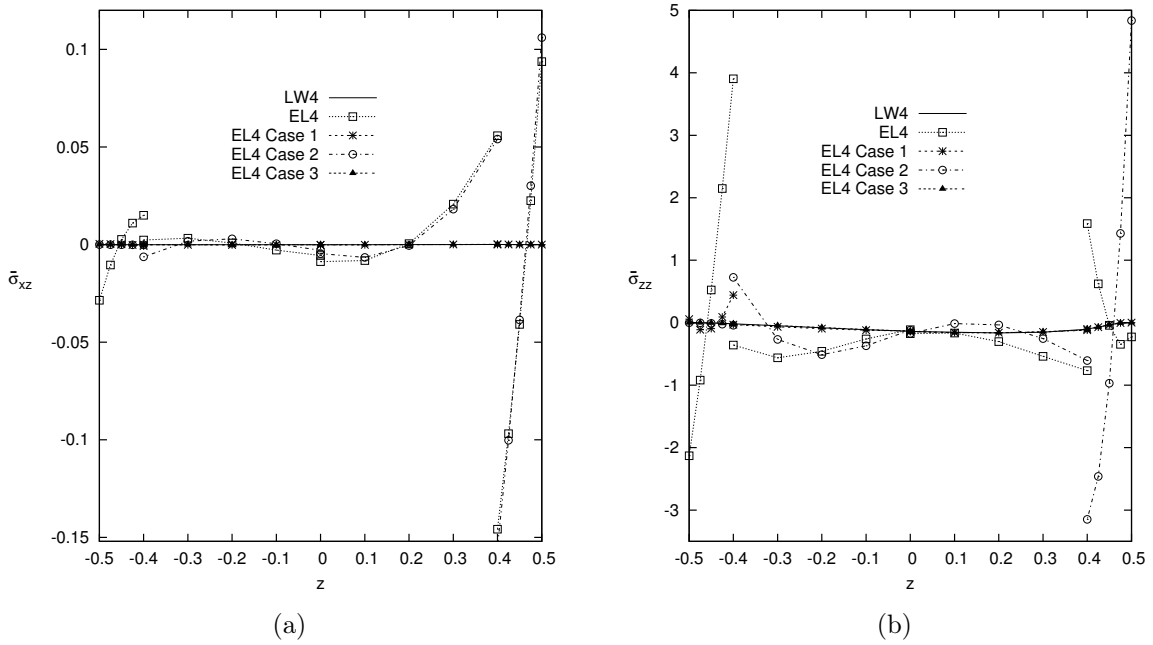 0.1
0.05
0
-0.05
-0.1
-0.15
σ̄xz
LW4
EL4
EL4 Case 1
EL4 Case 2
EL4 Case 3
-0.5 -0.4 -0.3 -0.2 -0.1 0 0.1 0.2 0.3 0.4 0.5
z
(a)
5
4
3
2
1
0
-1
-2
-3
σ̄zz
LW4
EL4
EL4 Case 1
EL4 Case 2
EL4 Case 3
-0.5 -0.4 -0.3 -0.2 -0.1 0 0.1 0.2 0.3 0.4 0.5
z
(b)